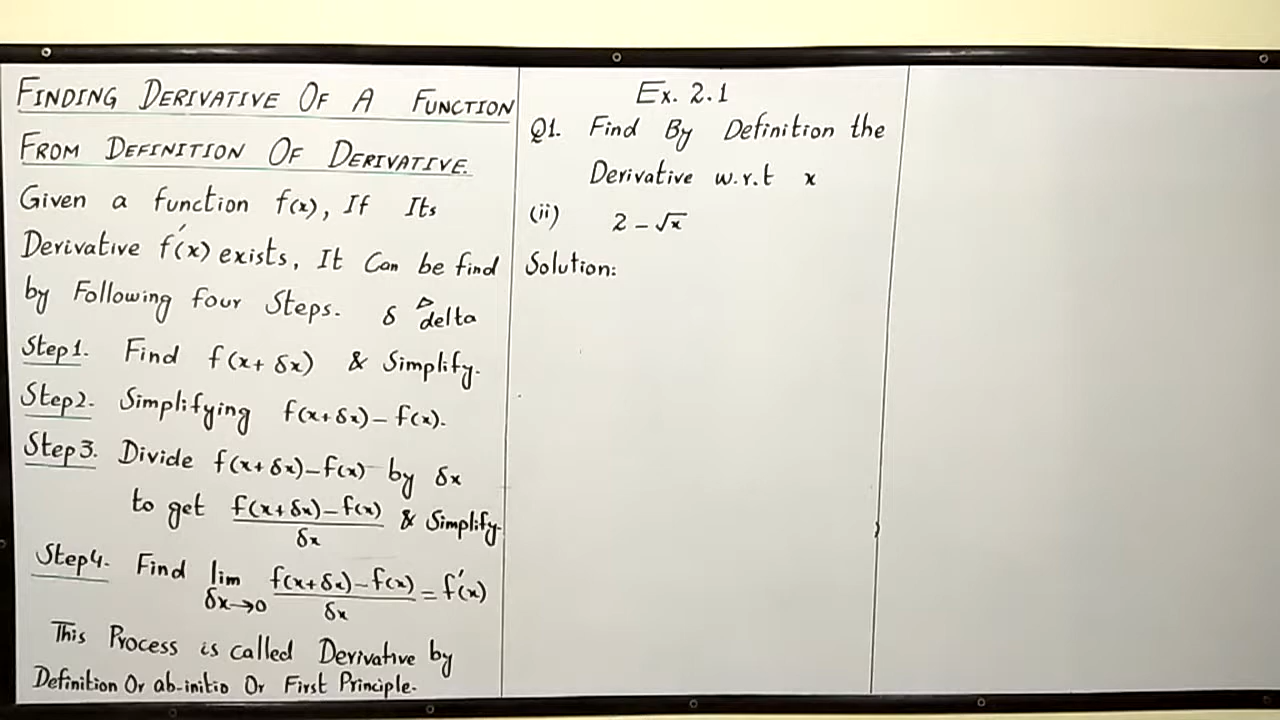 FINDING DERIVATIVE OF A FUNCTION
FROM DEFINITION OF DERIVATIVE.
Given a function f(x), If Its
Derivative f′(x) exists, It Can be find
by Following four Steps. δ ▷ delta
Step1. Find f(x+δx) & Simplify.
Step2. Simplifying f(x+δx)-f(x).
Step3. Divide f(x+δx)-f(x) by δx
to get f(x+δx)-f(x) / δx & Simplify.
Step4. Find lim δx→0 f(x+δx)-f(x) / δx = f′(x)
This Process is called Derivative by
Definition Or ab-initio Or First Principle.
Ex. 2.1
Q1. Find By Definition the
Derivative w.r.t x
(ii) 2-√x
Solution: